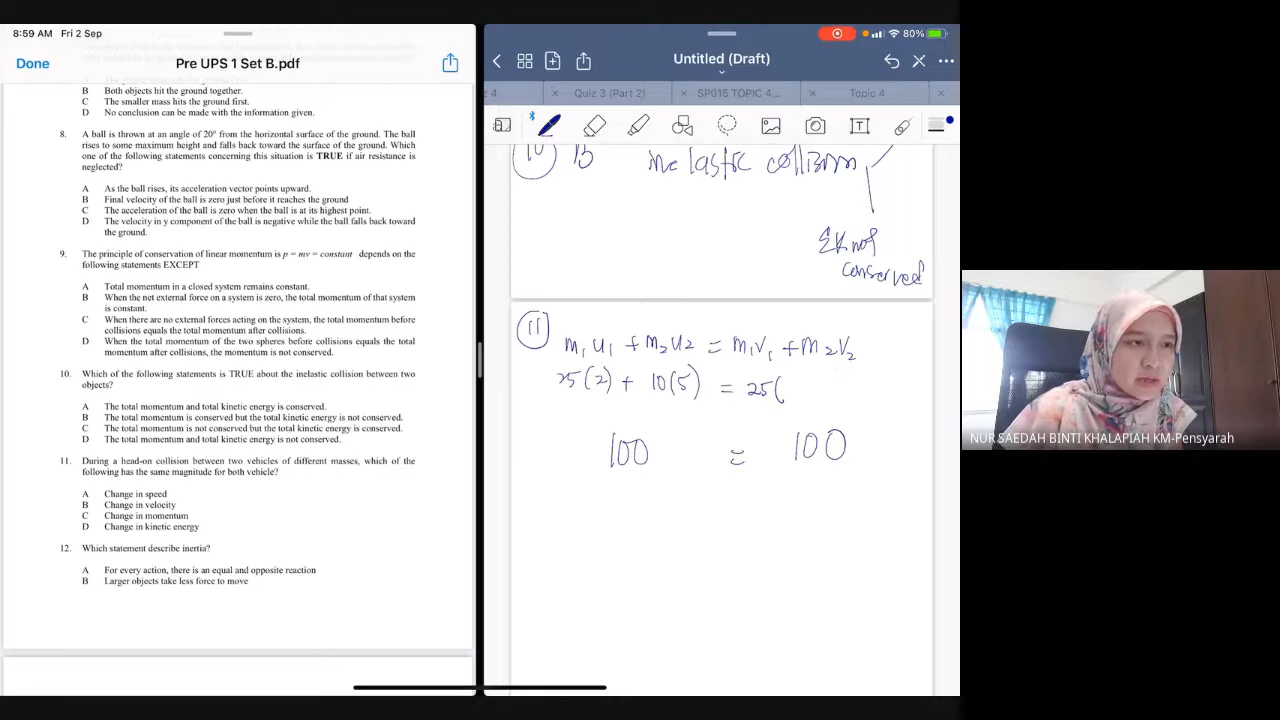 8:59 AM Fri 2 Sep
Done
Pre UPS 1 Set B.pdf
B Both objects hit the ground together.
C The smaller mass hits the ground first.
D No conclusion can be made with the information given.
8. A ball is thrown at an angle of 20° from the horizontal surface of the ground. The ball
rises to some maximum height and falls back toward the surface of the ground. Which
one of the following statements concerning this situation is TRUE if air resistance is
neglected?
A As the ball rises, its acceleration vector points upward.
B Final velocity of the ball is zero just before it reaches the ground
C The acceleration of the ball is zero when the ball is at its highest point.
D The velocity in y component of the ball is negative while the ball falls back toward
the ground.
9. The principle of conservation of linear momentum is p = mv = constant depends on the
following statements EXCEPT
A Total momentum in a closed system remains constant.
B When the net external force on a system is zero, the total momentum of that system
is constant.
C When there are no external forces acting on the system, the total momentum before
collisions equals the total momentum after collisions.
D When the total momentum of the two spheres before collisions equals the total
momentum after collisions, the momentum is not conserved.
10. Which of the following statements is TRUE about the inelastic collision between two
objects?
A The total momentum and total kinetic energy is conserved.
B The total momentum is conserved but the total kinetic energy is not conserved.
C The total momentum is not conserved but the total kinetic energy is conserved.
D The total momentum and total kinetic energy is not conserved.
11. During a head-on collision between two vehicles of different masses, which of the
following has the same magnitude for both vehicle?
A Change in speed
B Change in velocity
C Change in momentum
D Change in kinetic energy
12. Which statement describe inertia?
A For every action, there is an equal and opposite reaction
B Larger objects take less force to move
80%
Untitled (Draft)
4
Quiz 3 (Part 2)
SP015 TOPIC 4...
Topic 4
10 B inelastic collision
ΣK not
conserved
11
m₁u₁ + m₂u₂ = m₁v₁ + m₂v₂
25(2) + 10(5) = 25(
100 = 100
NUR SAEDAH BINTI KHALAPIAH KM-Pensyarah